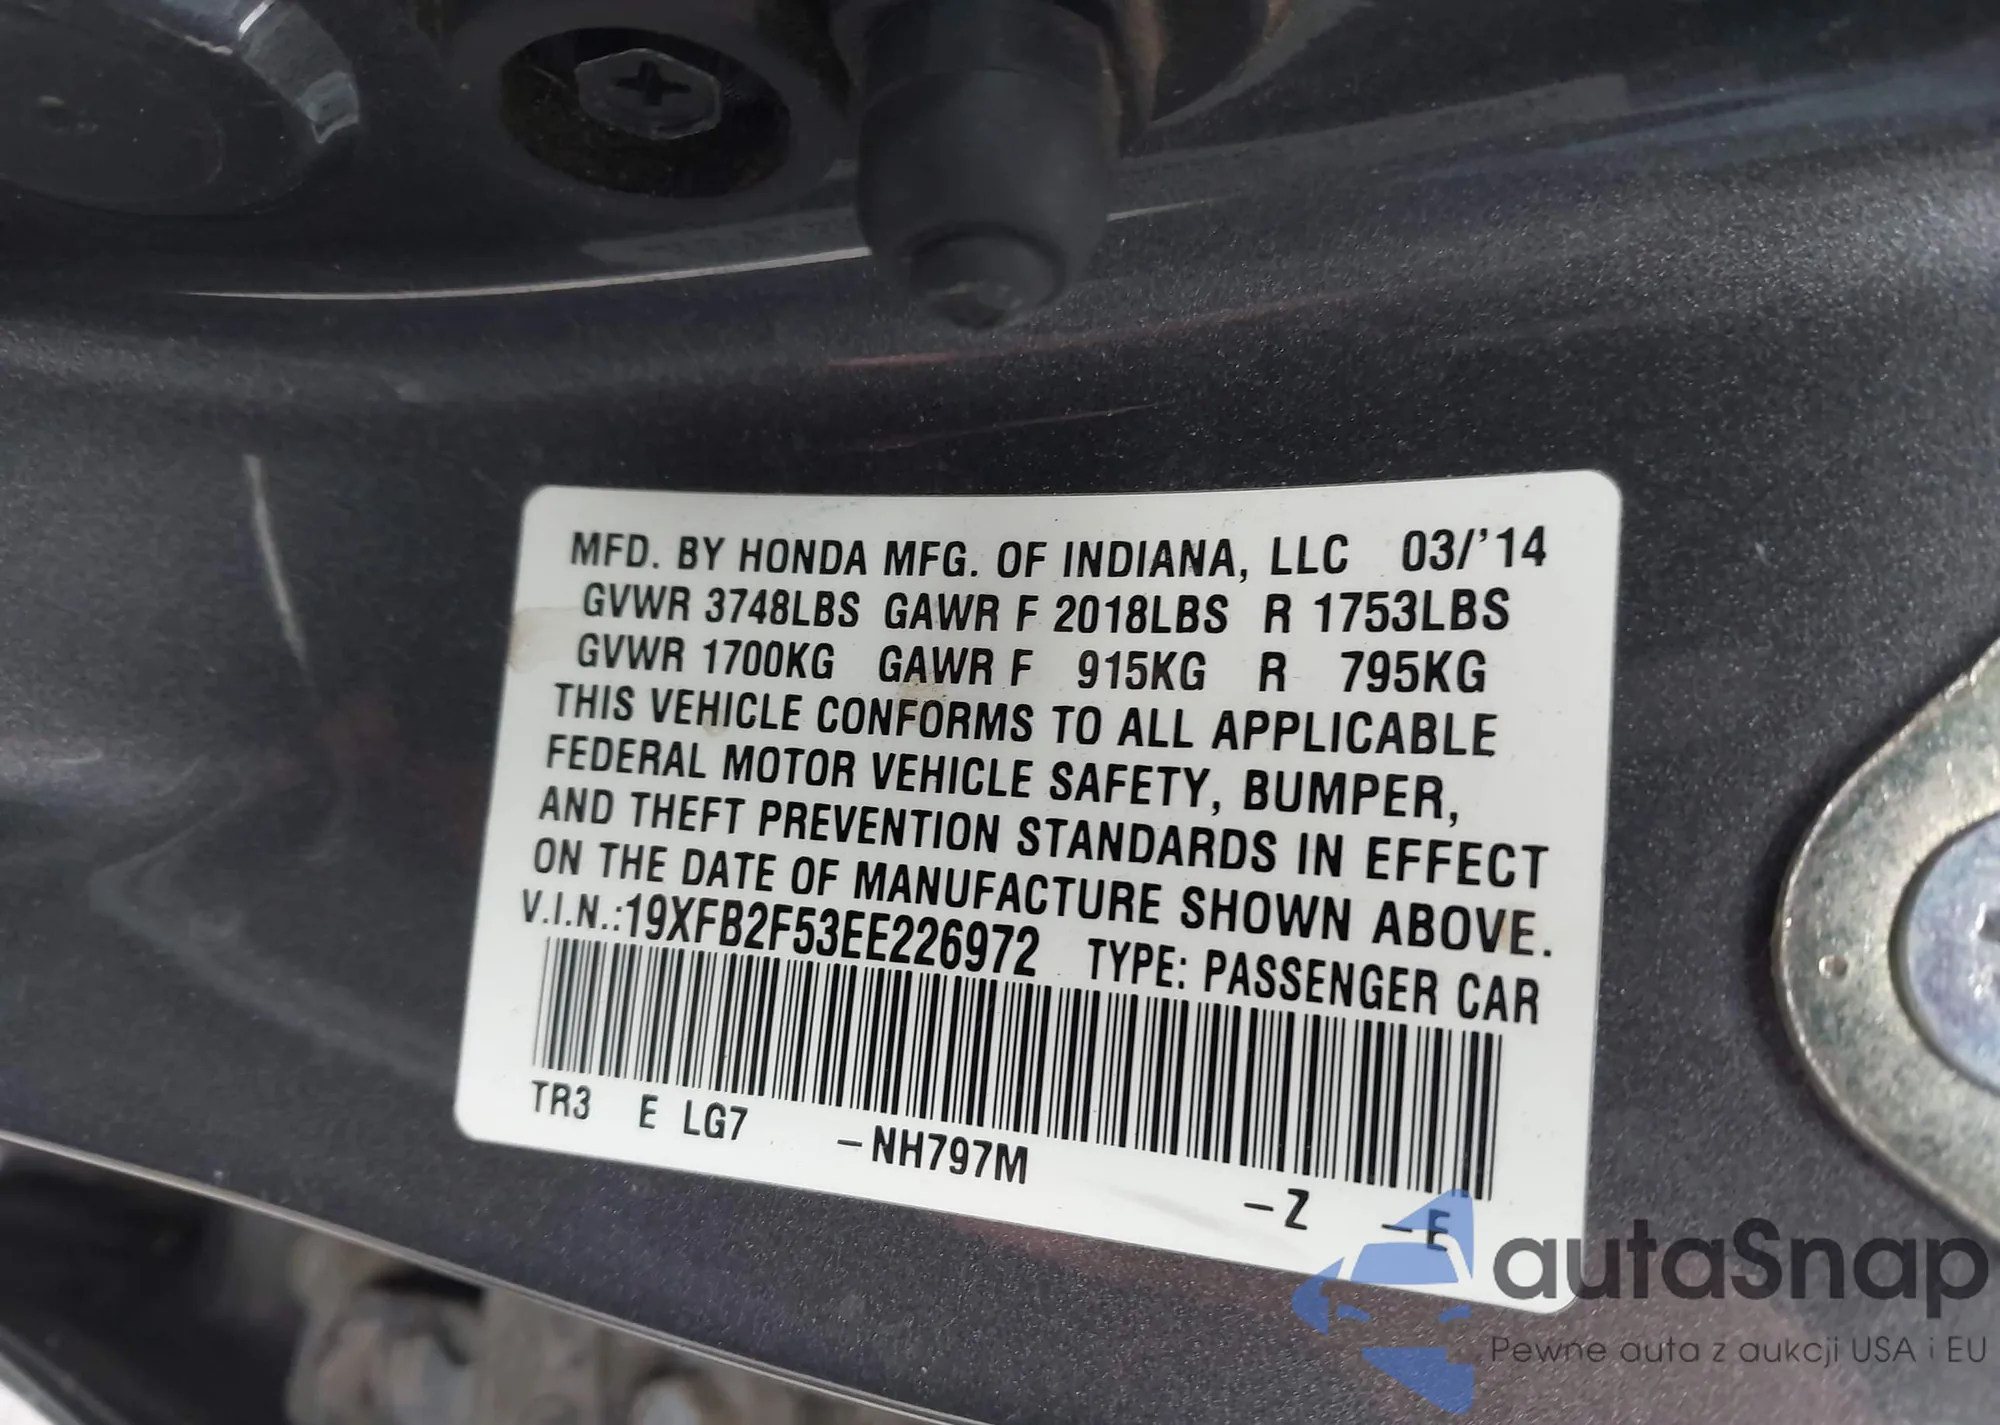 MFD. BY HONDA MFG. OF INDIANA, LLC 03/'14
GVWR 3748LBS GAWR F 2018LBS R 1753LBS
GVWR 1700KG GAWR F 915KG R 795KG
THIS VEHICLE CONFORMS TO ALL APPLICABLE
FEDERAL MOTOR VEHICLE SAFETY, BUMPER,
AND THEFT PREVENTION STANDARDS IN EFFECT
ON THE DATE OF MANUFACTURE SHOWN ABOVE.
V.I.N.:19XFB2F53EE226972 TYPE: PASSENGER CAR
TR3 E LG7 -NH797M -Z -E
autaSnap
Pewne auta z aukcji USA i EU